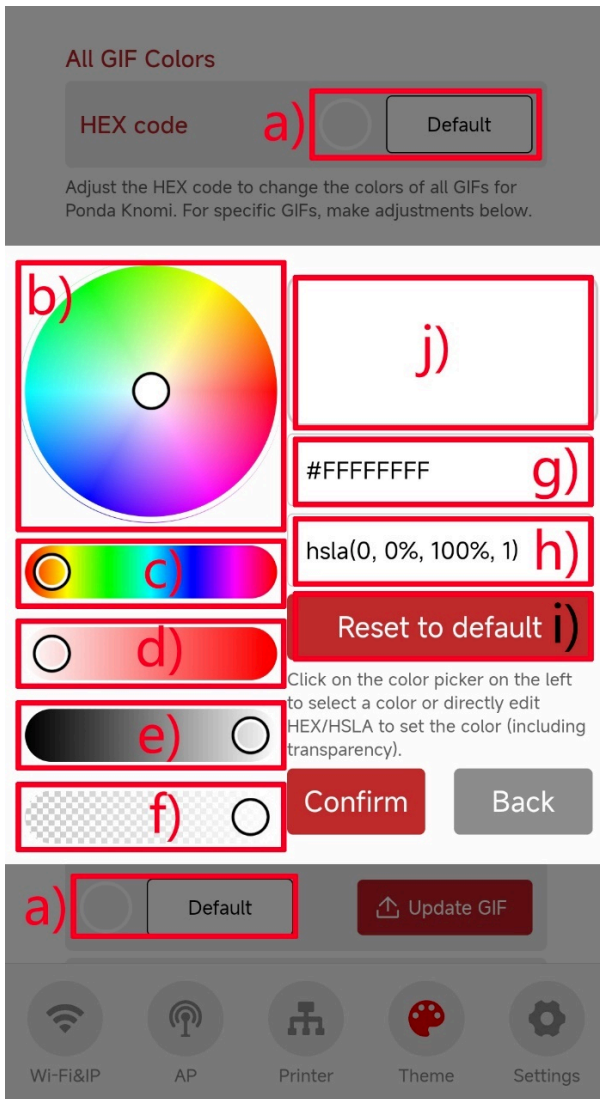 All GIF Colors
HEX code
a)
Default
Adjust the HEX code to change the colors of all GIFs for
Ponda Knomi. For specific GIFs, make adjustments below.
b)
j)
#FFFFFFFF
g)
c)
hsla(0, 0%, 100%, 1)
h)
d)
Reset to default
i)
Click on the color picker on the left
to select a color or directly edit
HEX/HSLA to set the color (including
transparency).
e)
f)
Confirm
Back
a)
Default
Update GIF
Wi-Fi&IP
AP
Printer
Theme
Settings